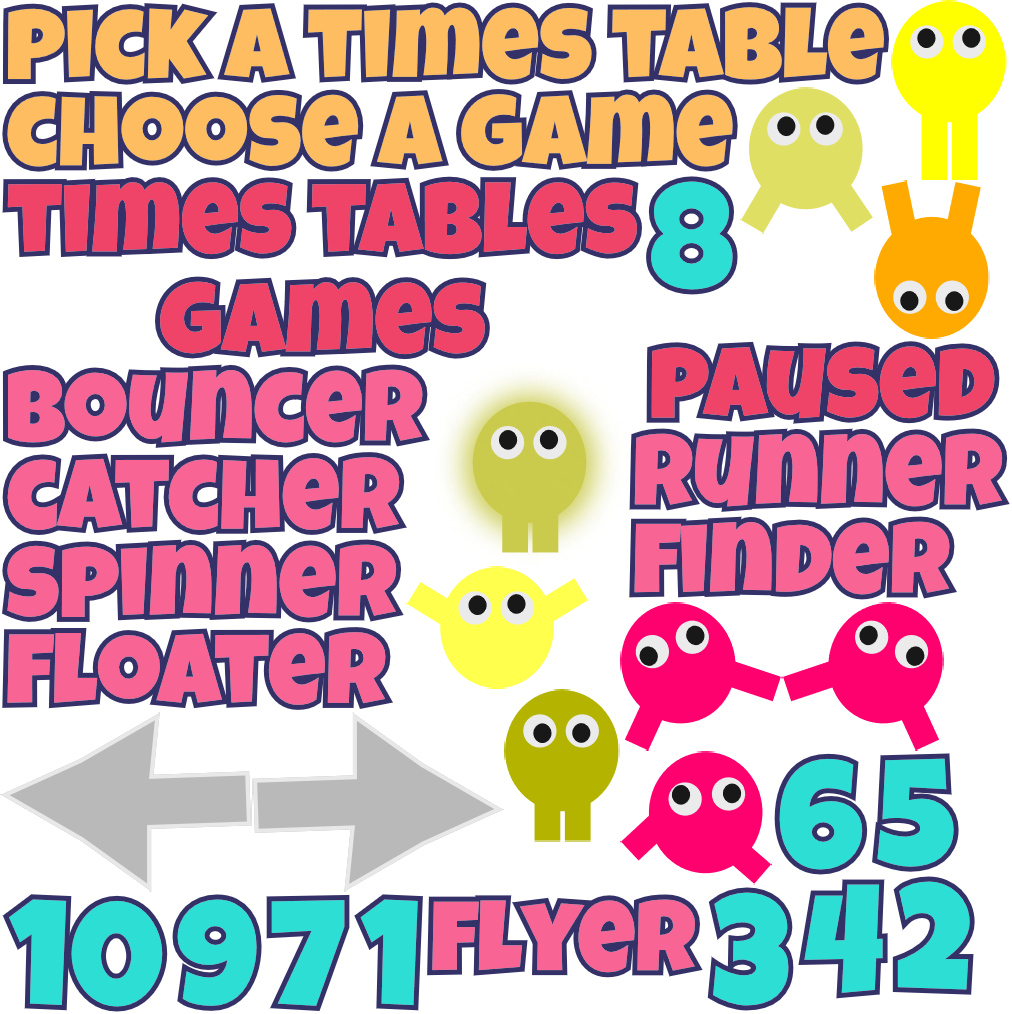 PICK A TIMES TABLE
CHOOSE A GAME
TIMES TABLES 8
GAMES
BOUNCER
PAUSED
CATCHER
RUNNER
SPINNER
FINDER
FLOATER
65
10971 FLYER 342